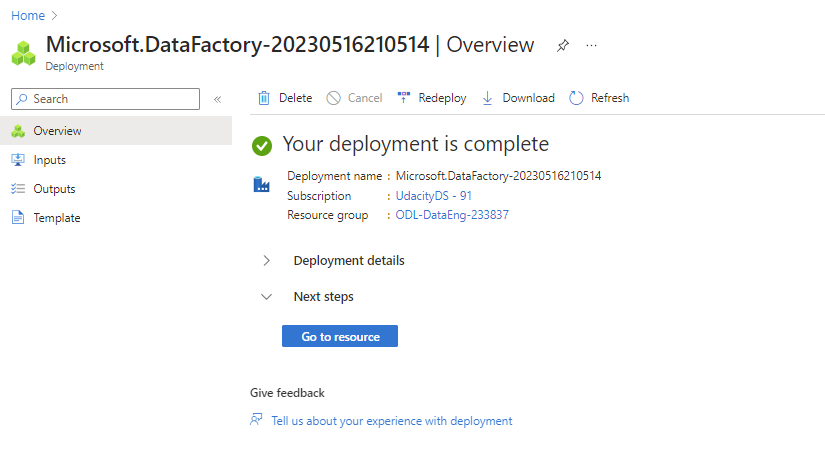 Home
Microsoft.DataFactory-20230516210514 | Overview
Deployment
Search
Overview
Inputs
Outputs
Template
Delete Cancel Redeploy Download Refresh
Your deployment is complete
Deployment name : Microsoft.DataFactory-20230516210514
Subscription : UdacityDS - 91
Resource group : ODL-DataEng-233837
Deployment details
Next steps
Go to resource
Give feedback
Tell us about your experience with deployment